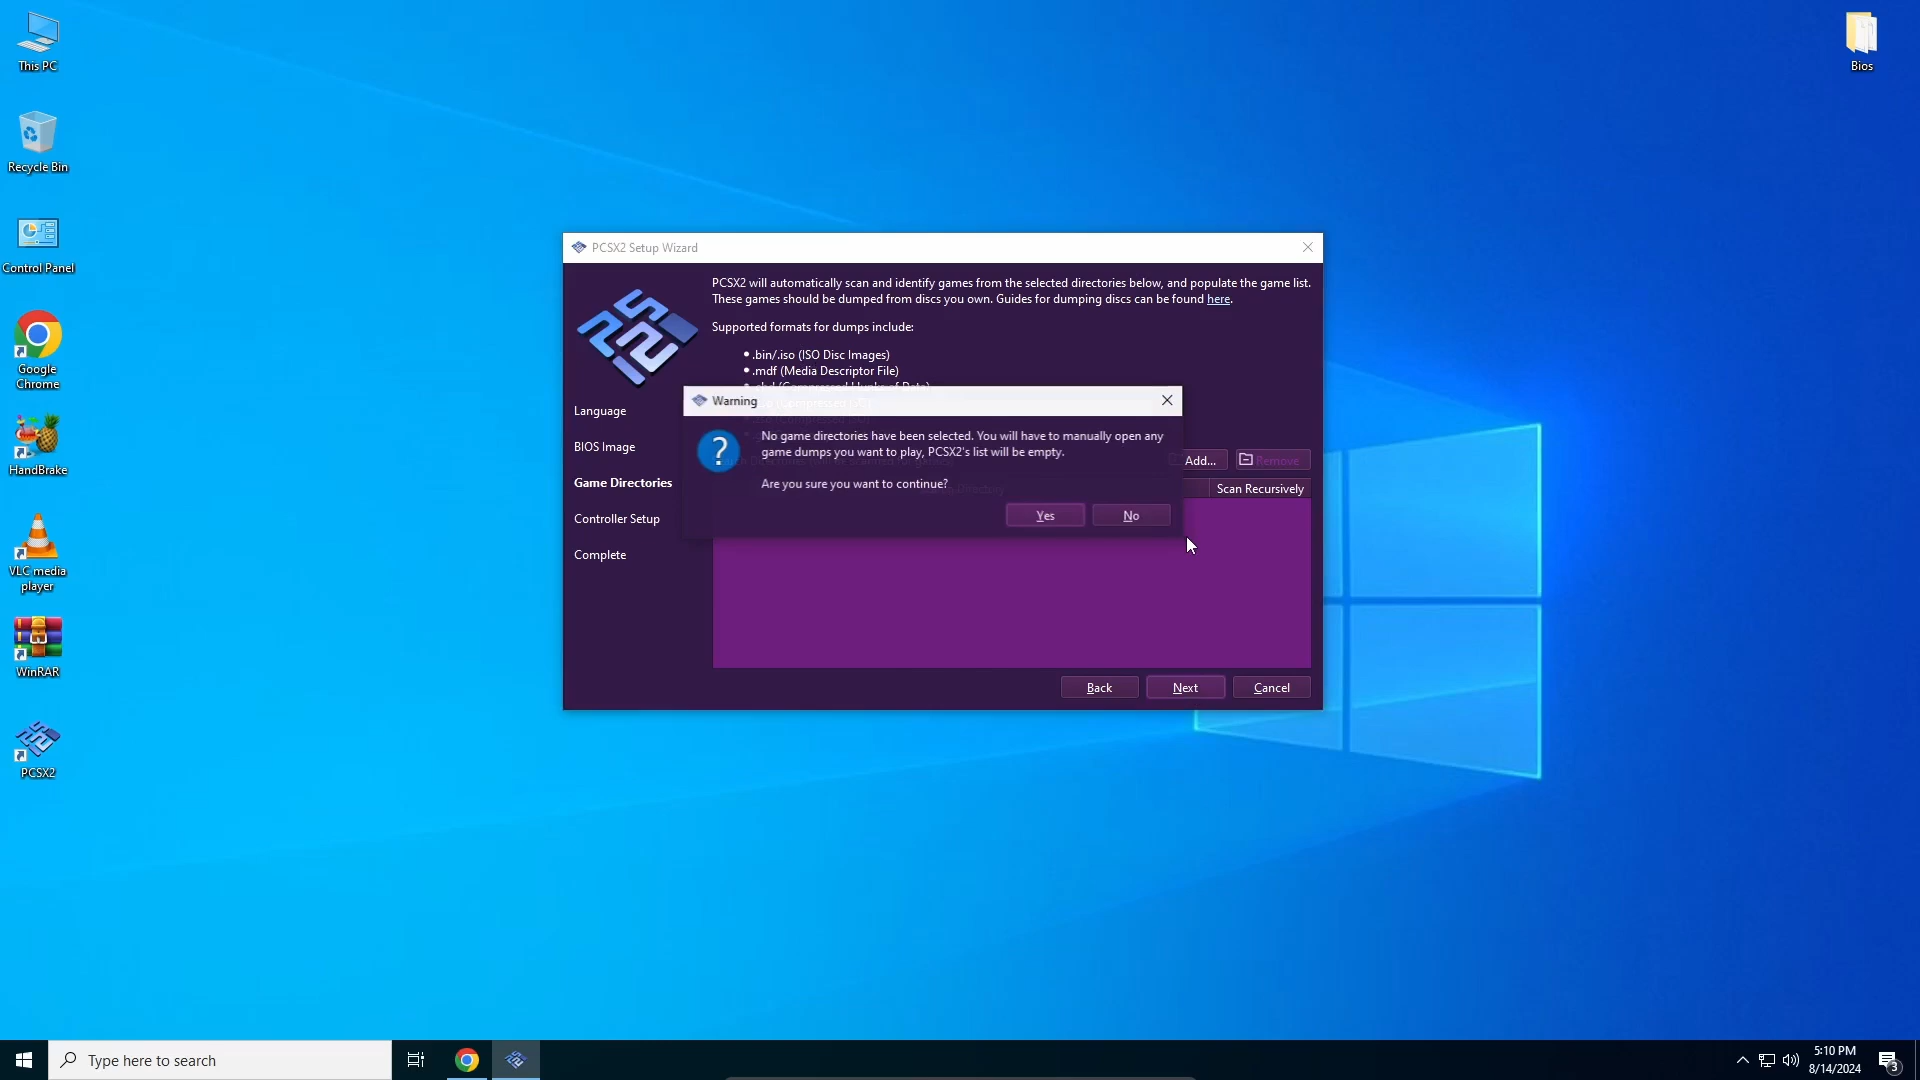 This PC
Recycle Bin
Control Panel
Google
Chrome
HandBrake
VLC media
player
WinRAR
PCSX2
Bios
PCSX2 Setup Wizard
PCSX2 will automatically scan and identify games from the selected directories below, and populate the game list.
These games should be dumped from discs you own. Guides for dumping discs can be found here.
Supported formats for dumps include:
.bin/.iso (ISO Disc Images)
.mdf (Media Descriptor File)
.chd (Compressed Hunks of Data)
Language
BIOS Image
Game Directories
Controller Setup
Complete
Warning
No game directories have been selected. You will have to manually open any
game dumps you want to play, PCSX2's list will be empty.
Are you sure you want to continue?
Yes
No
Add...
Remove
Scan Recursively
Back
Next
Cancel
Type here to search
5:10 PM
8/14/2024
3